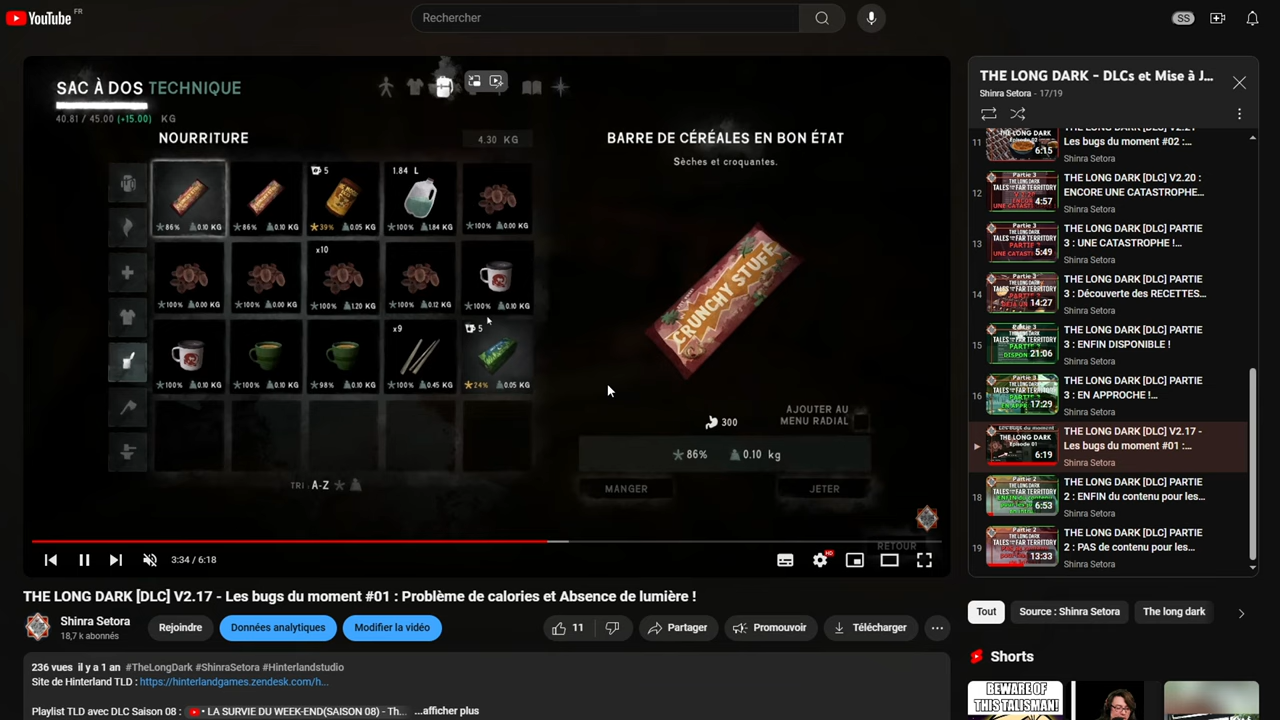 YouTube FR
Rechercher
SS
SAC À DOS TECHNIQUE
40.81 / 45.00 (+15.00) KG
NOURRITURE
4.30 KG
86% 0.10 KG
86% 0.10 KG
5
39% 0.05 KG
1.84 L
100% 1.84 KG
100% 0.00 KG
100% 0.00 KG
100% 0.00 KG
x10
100% 1.20 KG
100% 0.12 KG
100% 0.10 KG
100% 0.10 KG
100% 0.10 KG
98% 0.10 KG
x9
100% 0.45 KG
5
24% 0.05 KG
TRI : A-Z
BARRE DE CÉRÉALES EN BON ÉTAT
Sèches et croquantes.
CRUNCHY STUFF
300
AJOUTER AU
MENU RADIAL
86% 0.10 kg
MANGER
JETER
RETOUR
3:34 / 6:18
HD
THE LONG DARK [DLC] V2.17 - Les bugs du moment #01 : Problème de calories et Absence de lumière !
Shinra Setora
18,7 k abonnés
Rejoindre
Données analytiques
Modifier la vidéo
11
Partager
Promouvoir
Télécharger
236 vues il y a 1 an #TheLongDark #ShinraSetora #Hinterlandstudio
Site de Hinterland TLD : https://hinterlandgames.zendesk.com/h...
Playlist TLD avec DLC Saison 08 : • LA SURVIE DU WEEK-END(SAISON 08) - Th... ...afficher plus
THE LONG DARK - DLCs et Mise à J...
Shinra Setora - 17/19
11
6:15
Les bugs du moment #02 :...
Shinra Setora
12
4:57
THE LONG DARK [DLC] V2.20 :
ENCORE UNE CATASTROPHE...
Shinra Setora
13
5:49
THE LONG DARK [DLC] PARTIE
3 : UNE CATASTROPHE !...
Shinra Setora
14
14:27
THE LONG DARK [DLC] PARTIE
3 : Découverte des RECETTES...
Shinra Setora
15
21:06
THE LONG DARK [DLC] PARTIE
3 : ENFIN DISPONIBLE !
Shinra Setora
16
17:29
THE LONG DARK [DLC] PARTIE
3 : EN APPROCHE !...
Shinra Setora
THE LONG DARK
6:19
THE LONG DARK [DLC] V2.17 -
Les bugs du moment #01 :...
Shinra Setora
18
6:53
THE LONG DARK [DLC] PARTIE
2 : ENFIN du contenu pour les...
Shinra Setora
19
13:33
THE LONG DARK [DLC] PARTIE
2 : PAS de contenu pour les...
Shinra Setora
Tout
Source : Shinra Setora
The long dark
Shorts
BEWARE OF
THIS TALISMAN!